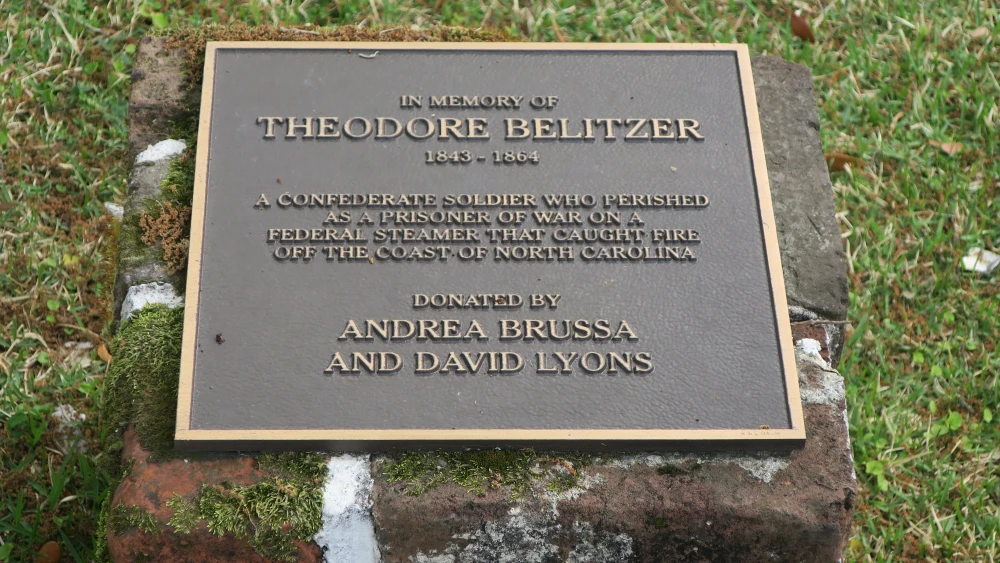 IN MEMORY OF
THEODORE BELITZER
1843 - 1864
A CONFEDERATE SOLDIER WHO PERISHED
AS A PRISONER OF WAR ON A
FEDERAL STEAMER THAT CAUGHT FIRE
OFF THE COAST OF NORTH CAROLINA
DONATED BY
ANDREA BRUSSA
AND DAVID LYONS